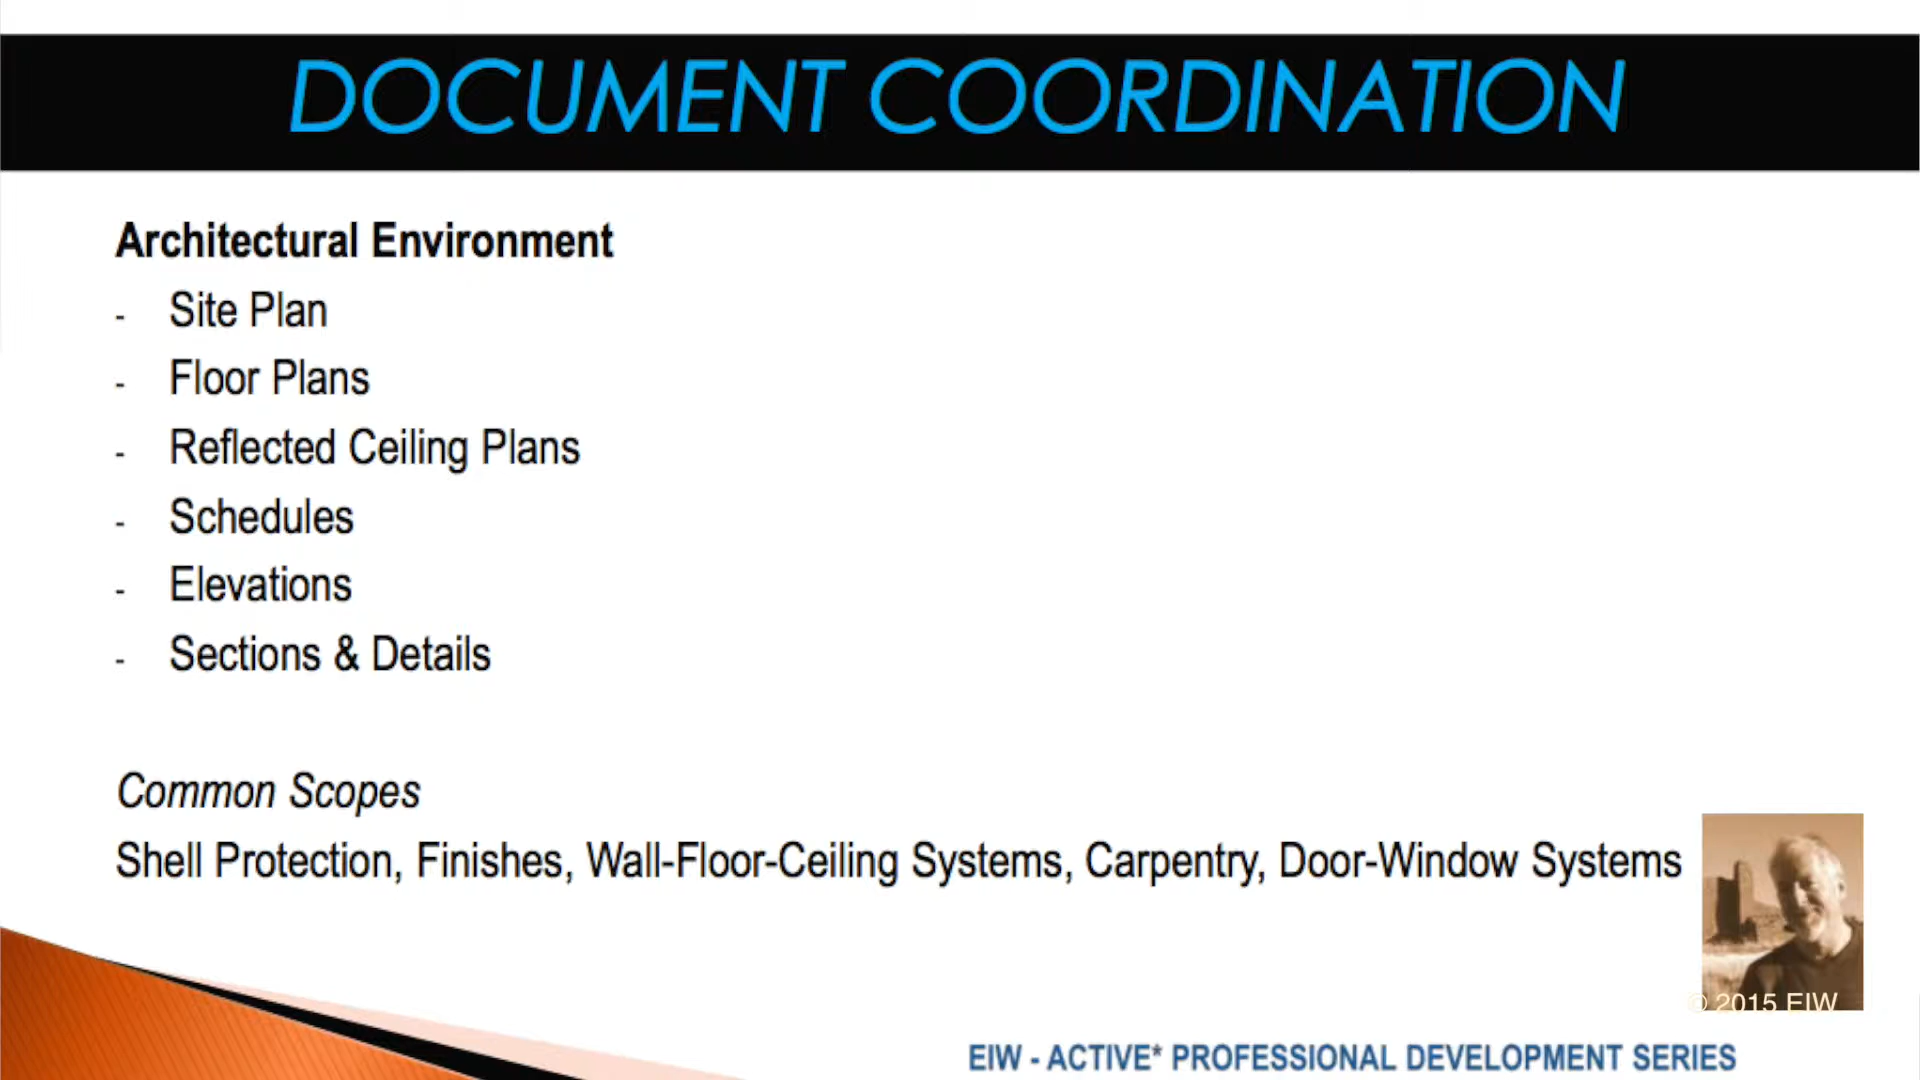 DOCUMENT COORDINATION
Architectural Environment
- Site Plan
- Floor Plans
- Reflected Ceiling Plans
- Schedules
- Elevations
- Sections & Details
Common Scopes
Shell Protection, Finishes, Wall-Floor-Ceiling Systems, Carpentry, Door-Window Systems
© 2015 EIW
EIW - ACTIVE* PROFESSIONAL DEVELOPMENT SERIES